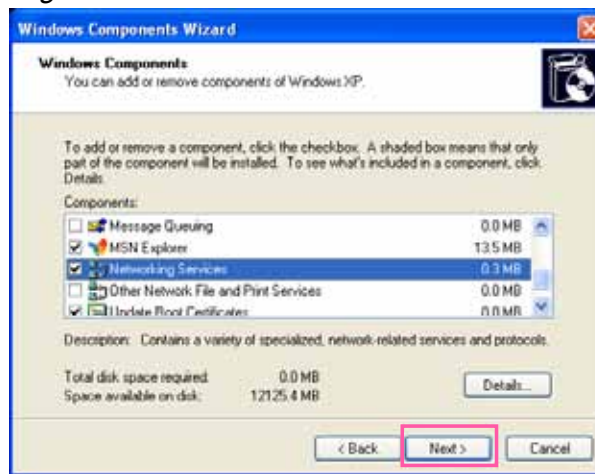 Windows Components Wizard
Windows Components
You can add or remove components of Windows XP.
To add or remove a component, click the checkbox. A shaded box means that only
part of the component will be installed. To see what's included in a component, click
Details.
Components:
Message Queuing 0.0 MB
MSN Explorer 13.5 MB
Networking Services 0.3 MB
Other Network File and Print Services 0.0 MB
Update Root Certificates 0.0 MB
Description: Contains a variety of specialized, network-related services and protocols.
Total disk space required: 0.0 MB
Space available on disk: 12125.4 MB
Details...
< Back
Next >
Cancel